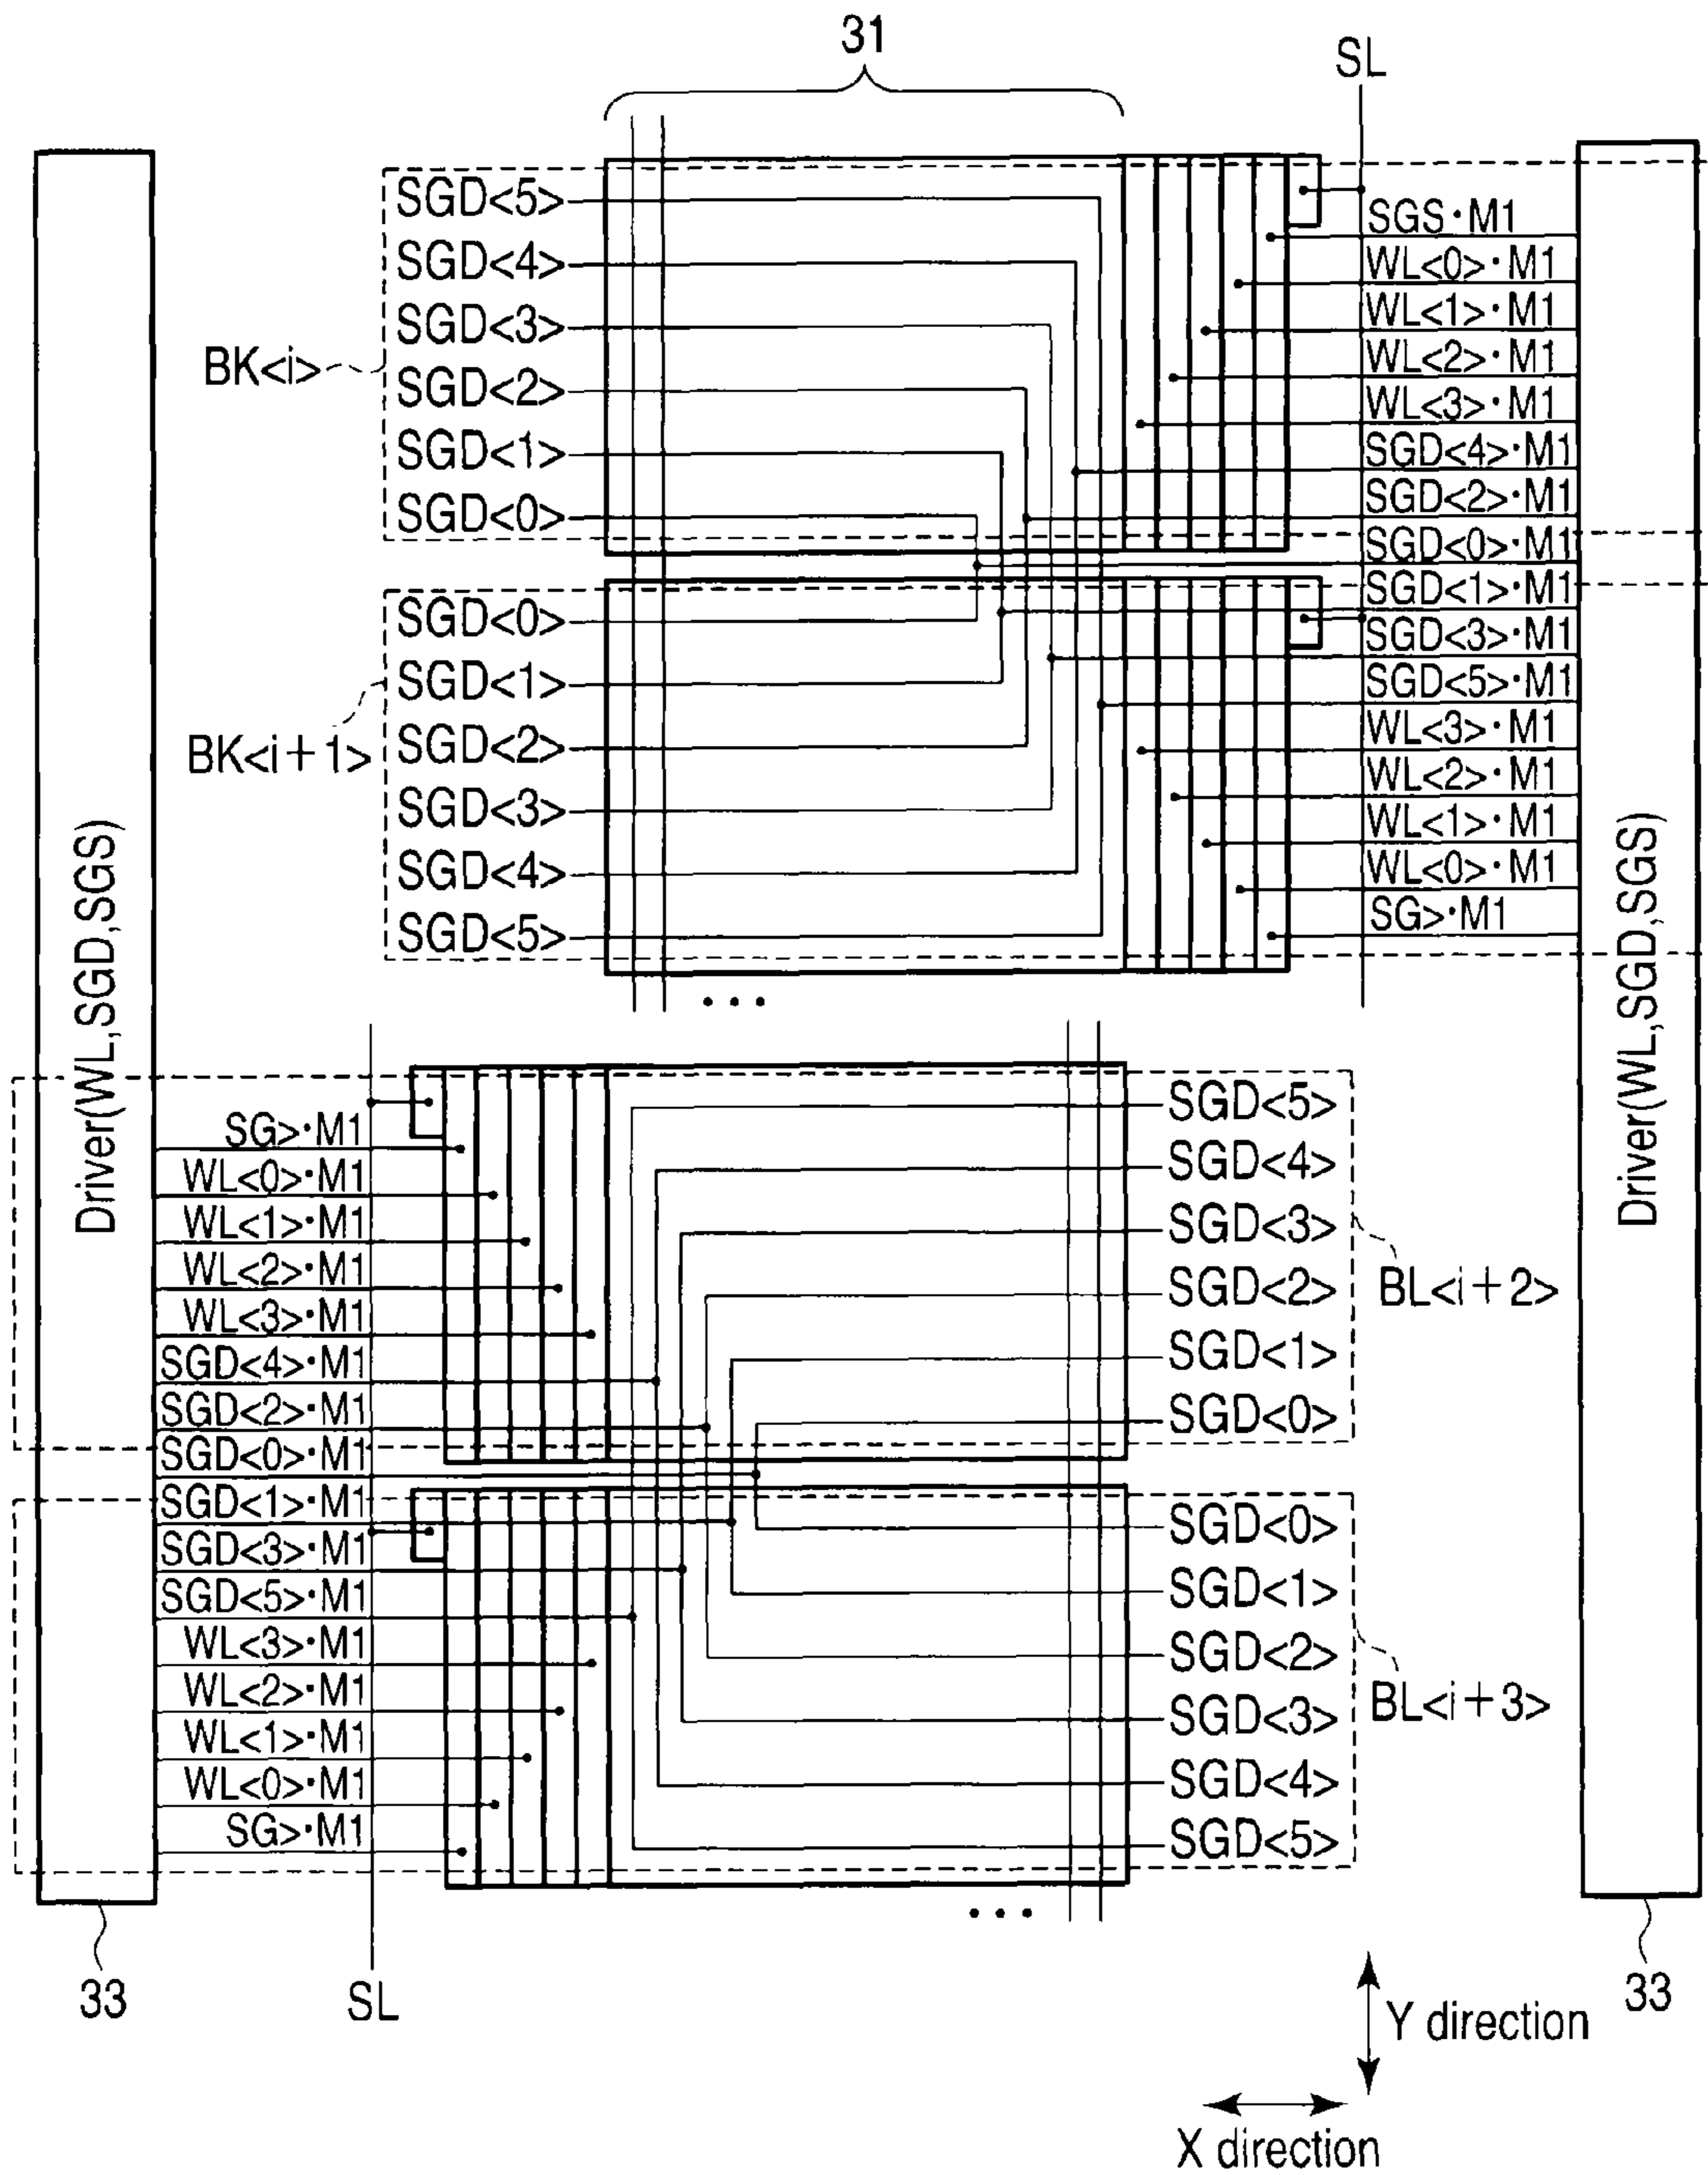 31
SL
SGD<5>
SGD<4>
SGD<3>
SGD<2>
SGD<1>
SGD<0>
BK<i>
SGS·M1
WL<0>·M1
WL<1>·M1
WL<2>·M1
WL<3>·M1
SGD<4>·M1
SGD<2>·M1
SGD<0>·M1
SGD<1>·M1
SGD<3>·M1
SGD<5>·M1
WL<3>·M1
WL<2>·M1
WL<1>·M1
WL<0>·M1
SG>·M1
SGD<0>
SGD<1>
SGD<2>
SGD<3>
SGD<4>
SGD<5>
BK<i+1>
Driver(WL,SGD,SGS)
Driver(WL,SGD,SGS)
SG>·M1
WL<0>·M1
WL<1>·M1
WL<2>·M1
WL<3>·M1
SGD<4>·M1
SGD<2>·M1
SGD<0>·M1
SGD<1>·M1
SGD<3>·M1
SGD<5>·M1
WL<3>·M1
WL<2>·M1
WL<1>·M1
WL<0>·M1
SG>·M1
SGD<5>
SGD<4>
SGD<3>
SGD<2>
SGD<1>
SGD<0>
BL<i+2>
SGD<0>
SGD<1>
SGD<2>
SGD<3>
SGD<4>
SGD<5>
BL<i+3>
33
SL
33
Y direction
X direction